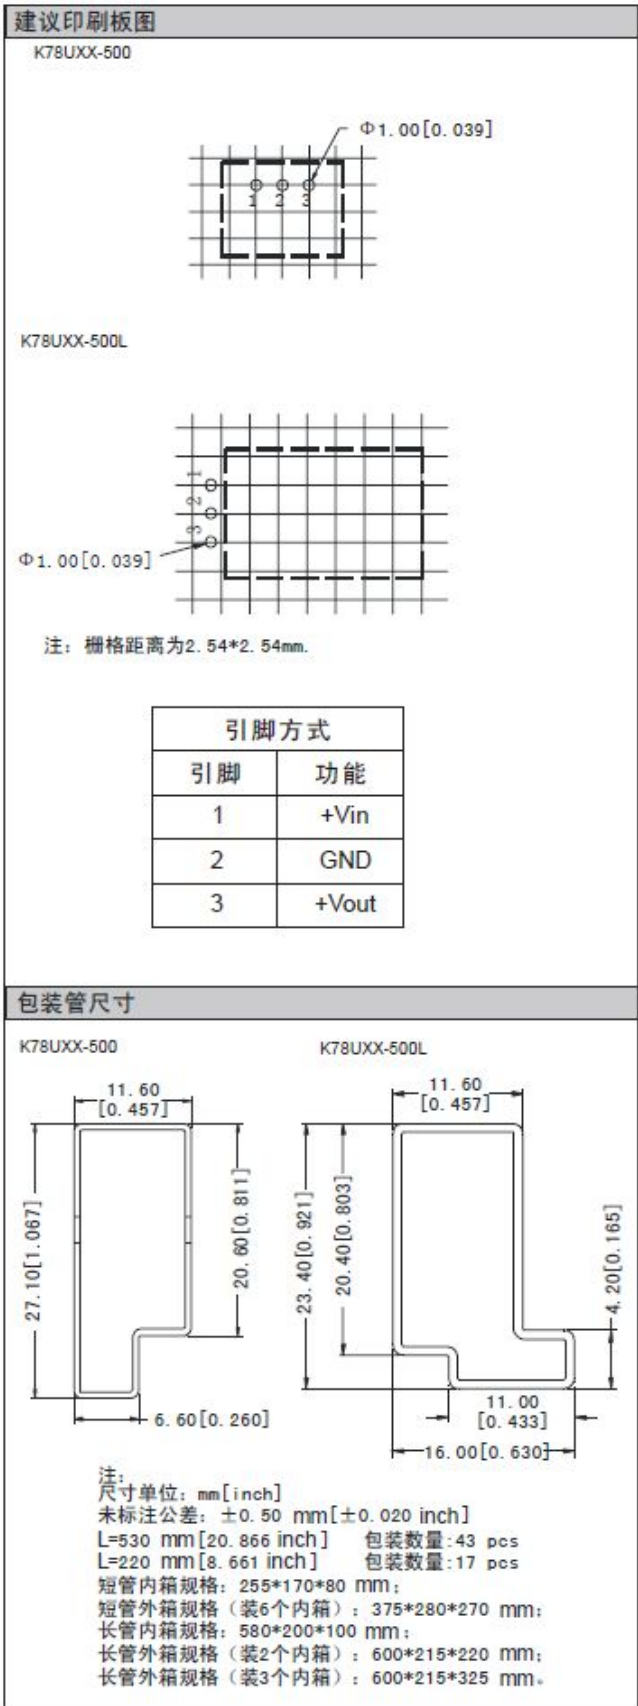 建议印刷板图
K78UXX-500
Φ1.00[0.039]
1 2 3
K78UXX-500L
1
2
3
Φ1.00[0.039]
注：栅格距离为2.54*2.54mm.
引脚方式
引脚 功能
1 +Vin
2 GND
3 +Vout
包装管尺寸
K78UXX-500 K78UXX-500L
11.60
[0.457]
27.10[1.067]
20.60[0.811]
6.60[0.260]
11.60
[0.457]
23.40[0.921]
20.40[0.803]
4.20[0.165]
11.00
[0.433]
16.00[0.630]
注：
尺寸单位：mm[inch]
未标注公差：±0.50 mm[±0.020 inch]
L=530 mm[20.866 inch] 包装数量:43 pcs
L=220 mm[8.661 inch] 包装数量:17 pcs
短管内箱规格：255*170*80 mm；
短管外箱规格（装6个内箱）：375*280*270 mm；
长管内箱规格：580*200*100 mm；
长管外箱规格（装2个内箱）：600*215*220 mm；
长管外箱规格（装3个内箱）：600*215*325 mm。